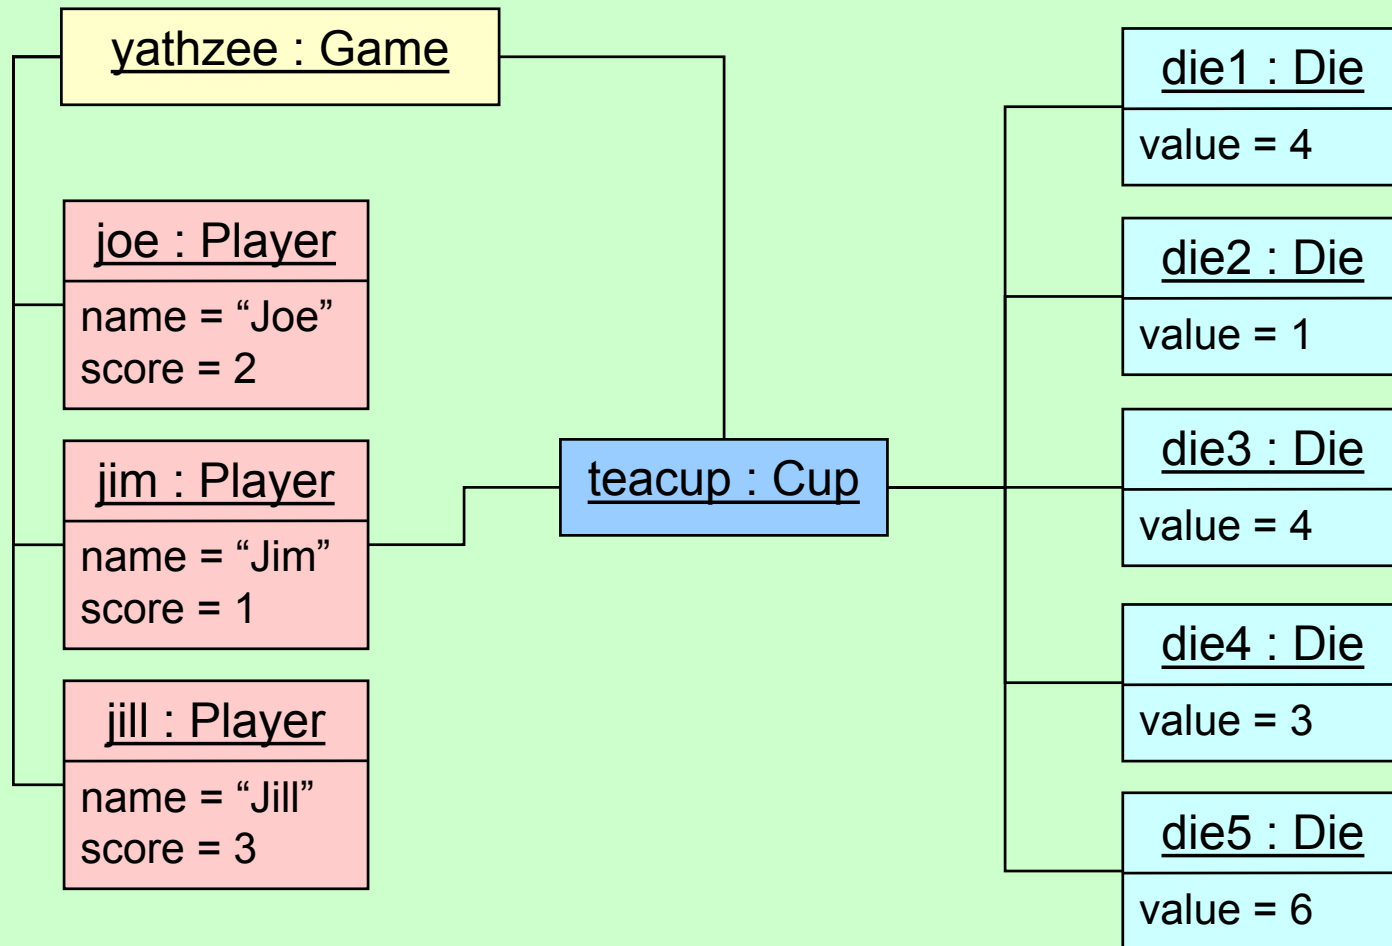 yathzee : Game
joe : Player
name = “Joe”
score = 2
jim : Player
name = “Jim”
score = 1
jill : Player
name = “Jill”
score = 3
teacup : Cup
die1 : Die
value = 4
die2 : Die
value = 1
die3 : Die
value = 4
die4 : Die
value = 3
die5 : Die
value = 6